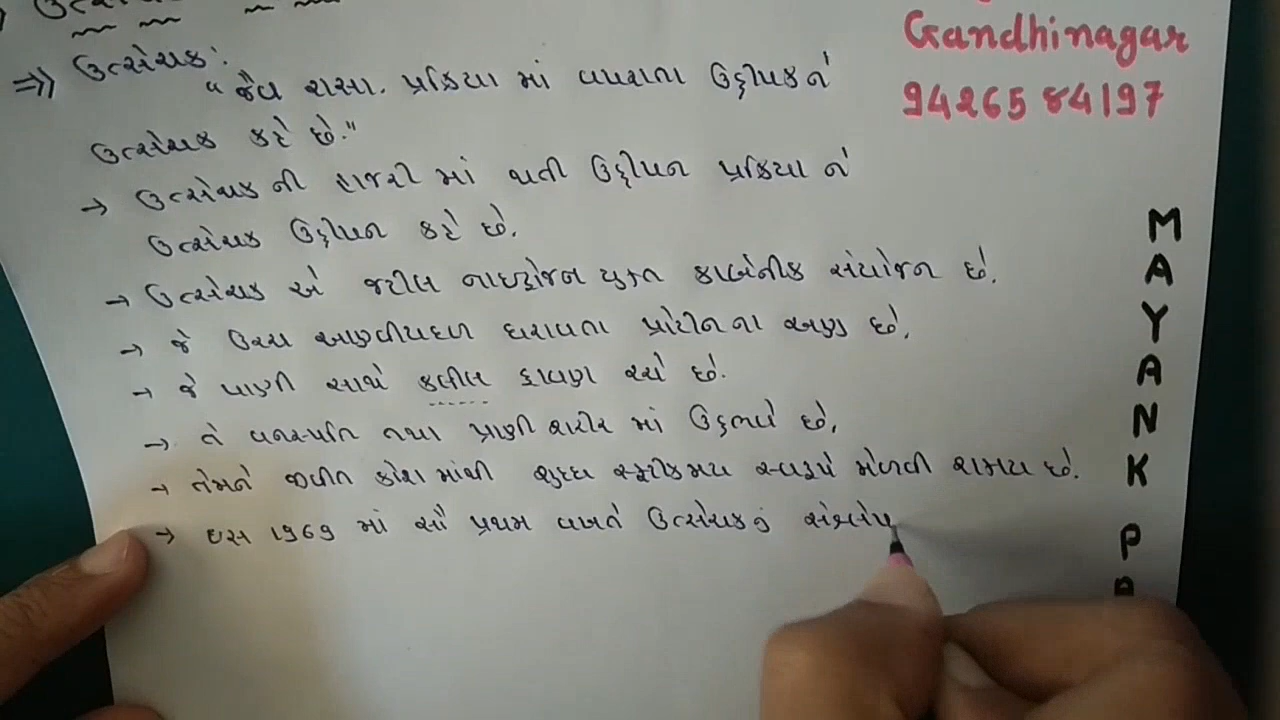 Gandhinagar
94265 84197
⇒ ઉત્સેચક:
"જૈવ રાસા. પ્રક્રિયા માં વપરાતા ઉદ્દીપકને
ઉત્સેચક કહે છે."
→ ઉત્સેચક ની હાજરી માં થતી ઉદ્દીપન પ્રક્રિયા ને
ઉત્સેચક ઉદ્દીપન કહે છે.
→ ઉત્સેચક એ જટીલ નાઇટ્રોજન યુક્ત કાર્બનીક સંયોજન છે.
→ જે ઉચ્ચ આણ્વીયદળ ધરાવતા પ્રોટીનના અણુ છે.
→ જે પાણી સાથે કલીલ દ્રાવણ રચે છે.
→ તે વનસ્પતિ તથા પ્રાણી શરીર માં ઉદ્ભવે છે.
→ તેમને જીવીત કોશ માંથી શુદ્ધ સ્ફટીકમય સ્વરૂપે મેળવી શકાય છે.
→ ઇસ 1969 માં સૌ પ્રથમ વખત ઉત્સેચકનું સંશ્લેષ
MAYANK P